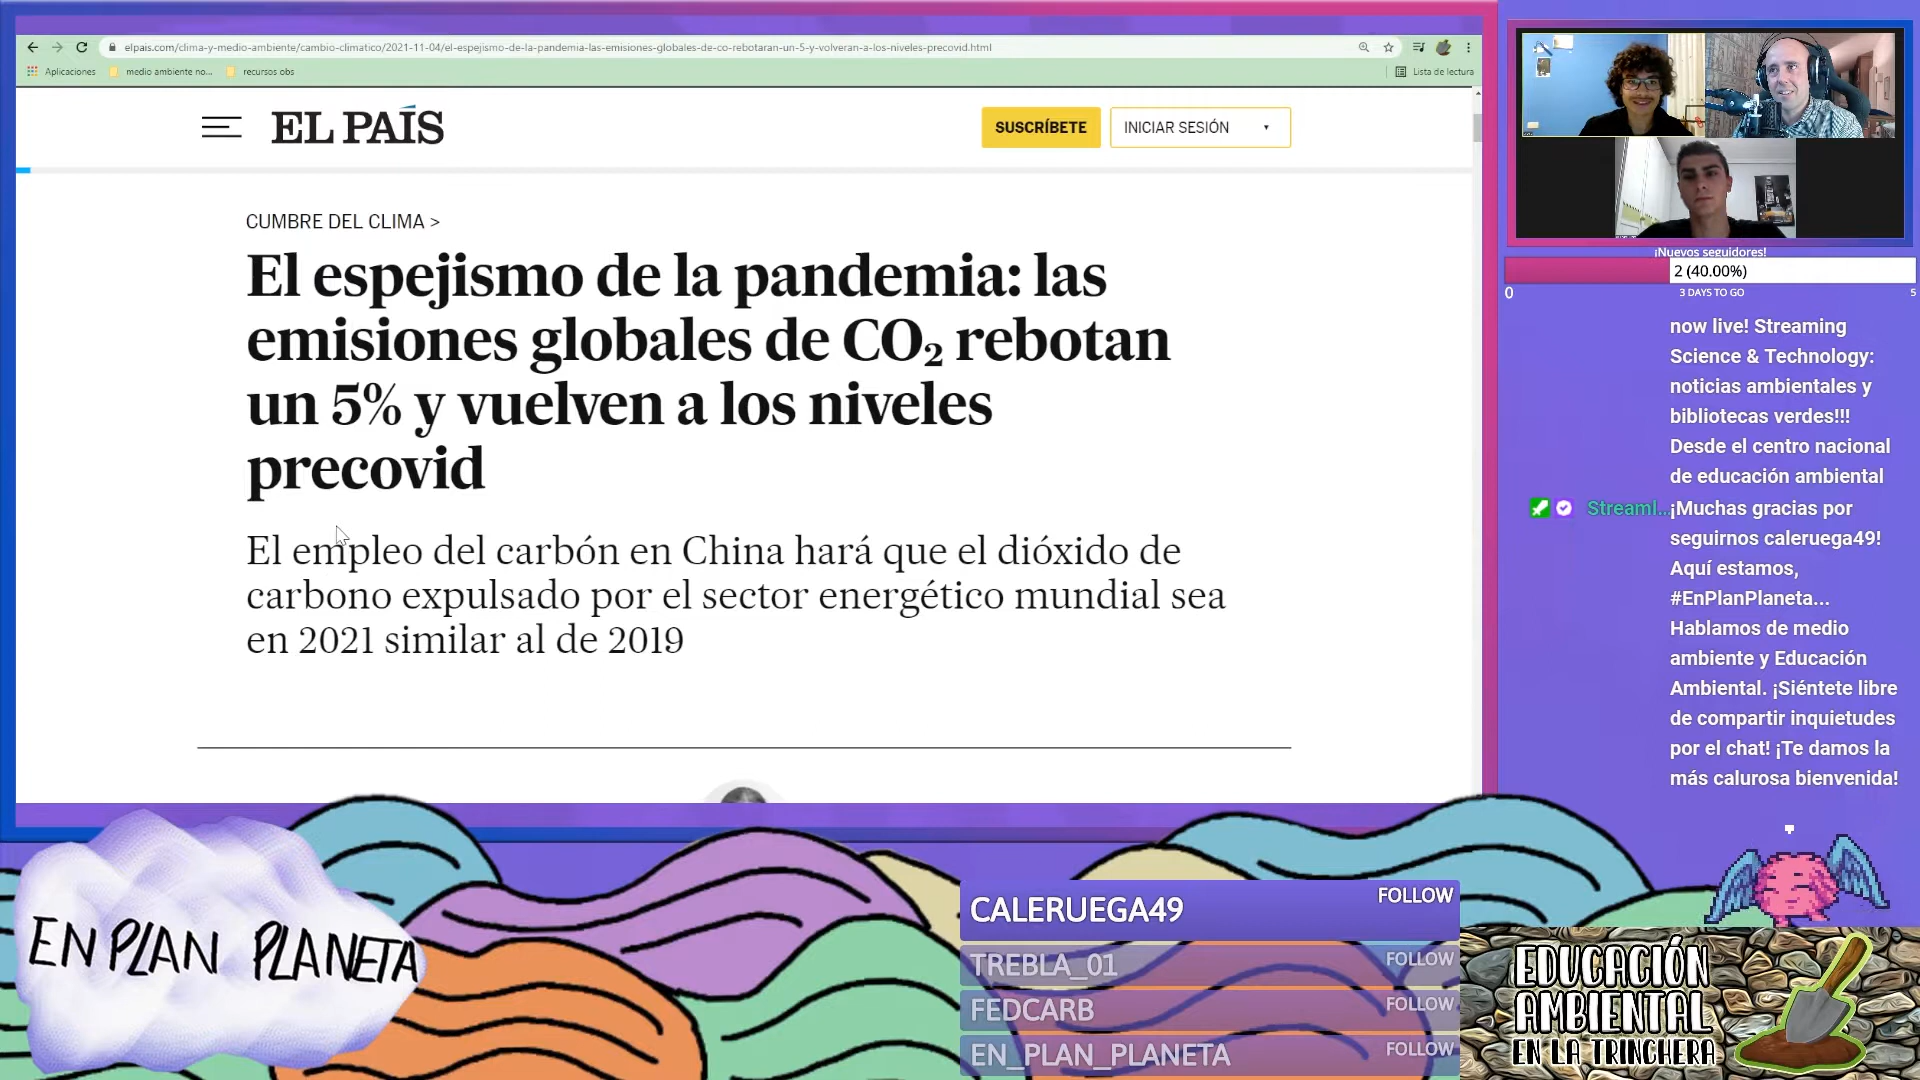 elpais.com/clima-y-medio-ambiente/cambio-climatico/2021-11-04/el-espejismo-de-la-pandemia-las-emisiones-globales-de-co-rebotaran-un-5-y-volveran-a-los-niveles-precovid.html
Aplicaciones medio ambiente no... recursos obs Lista de lectura
EL PAÍS
SUSCRÍBETE
INICIAR SESIÓN
CUMBRE DEL CLIMA >
El espejismo de la pandemia: las
emisiones globales de CO₂ rebotan
un 5% y vuelven a los niveles
precovid
El empleo del carbón en China hará que el dióxido de
carbono expulsado por el sector energético mundial sea
en 2021 similar al de 2019
¡Nuevos seguidores!
2 (40.00%)
0 3 DAYS TO GO 5
now live! Streaming
Science & Technology:
noticias ambientales y
bibliotecas verdes!!!
Desde el centro nacional
de educación ambiental
Streaml... ¡Muchas gracias por
seguirnos caleruega49!
Aquí estamos,
#EnPlanPlaneta...
Hablamos de medio
ambiente y Educación
Ambiental. ¡Siéntete libre
de compartir inquietudes
por el chat! ¡Te damos la
más calurosa bienvenida!
EN PLAN PLANETA
CALERUEGA49 FOLLOW
TREBLA_01 FOLLOW
FEDCARB FOLLOW
EN_PLAN_PLANETA FOLLOW
EDUCACIÓN
AMBIENTAL
EN LA TRINCHERA